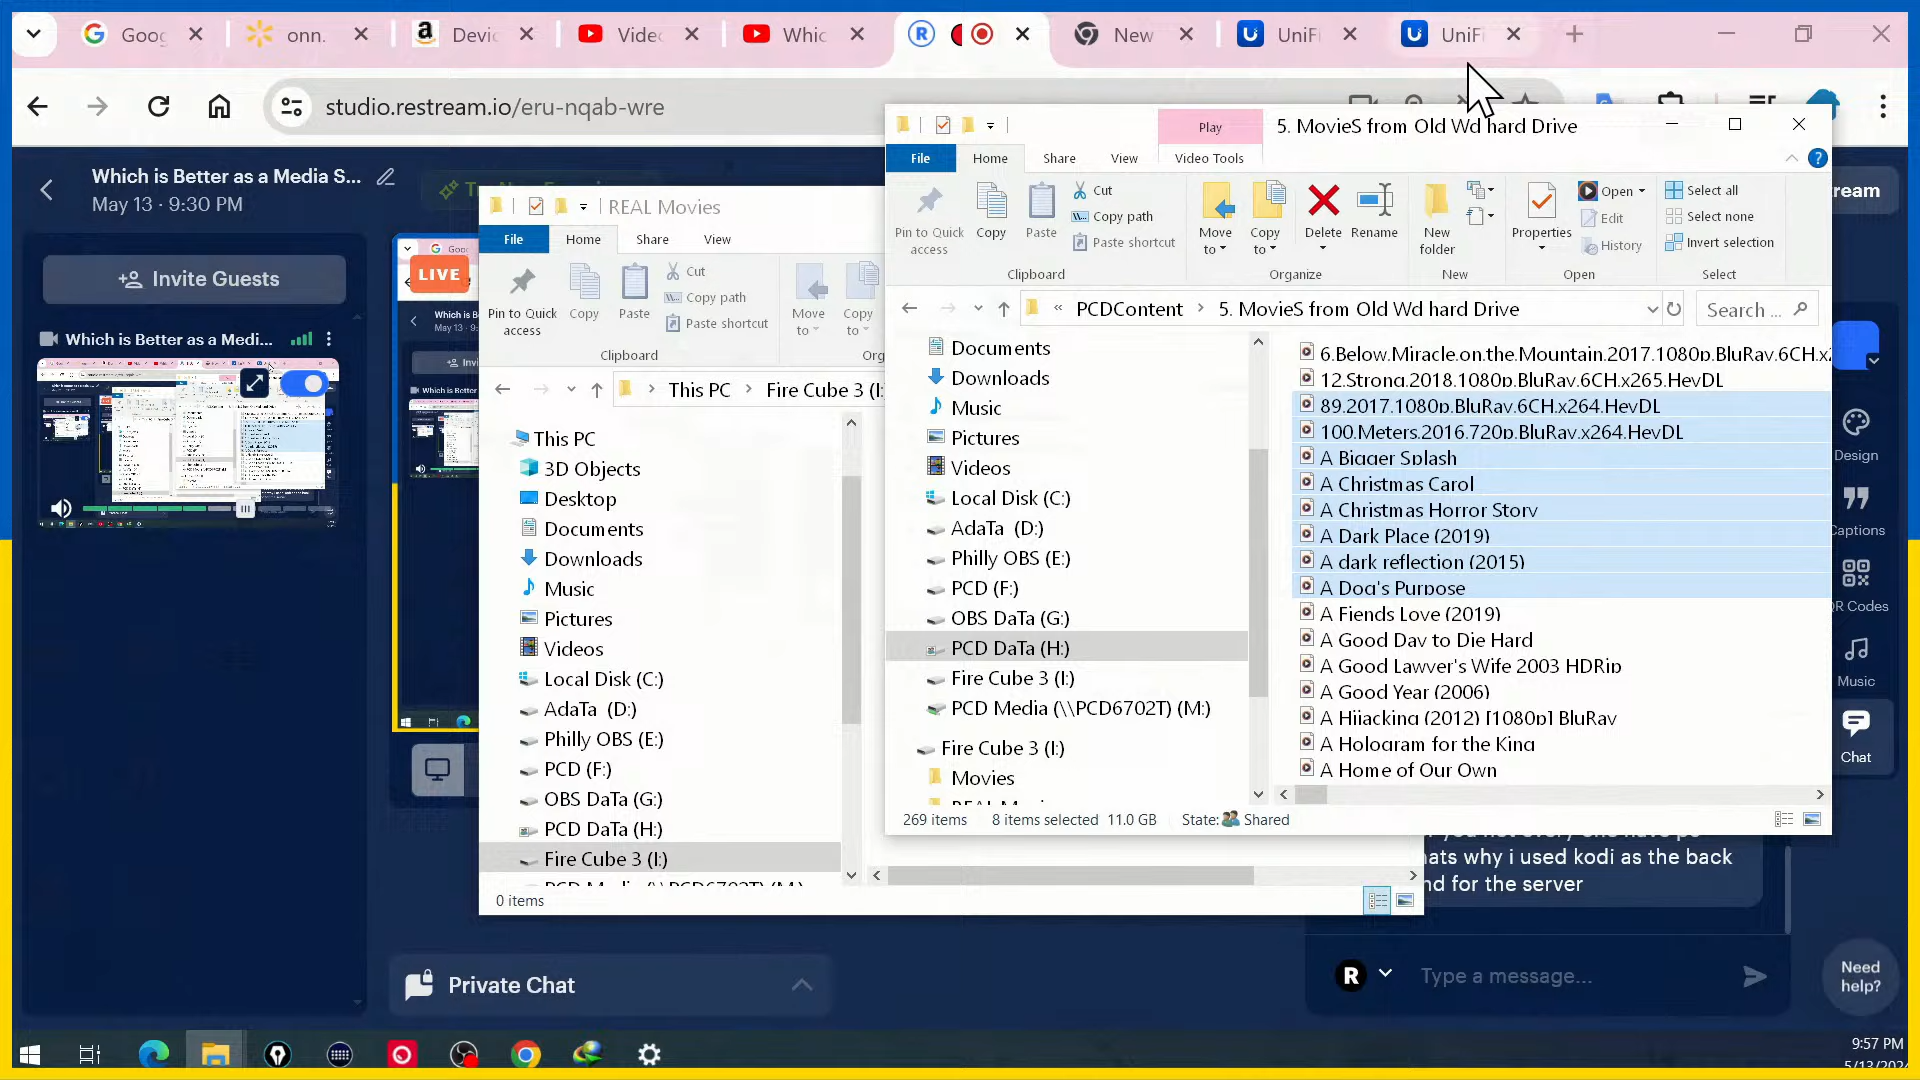 Goog
onn.
Devic
Video
Whic
New
UniFi
UniFi
studio.restream.io/eru-nqab-wre
Which is Better as a Media S...
May 13 • 9:30 PM
Invite Guests
Which is Better as a Medi...
LIVE
REAL Movies
File
Home
Share
View
Pin to Quick access
Copy
Paste
Cut
Copy path
Paste shortcut
Move to
Copy to
Clipboard
This PC
Fire Cube 3 (I:
This PC
3D Objects
Desktop
Documents
Downloads
Music
Pictures
Videos
Local Disk (C:)
AdaTa (D:)
Philly OBS (E:)
PCD (F:)
OBS DaTa (G:)
PCD DaTa (H:)
Fire Cube 3 (I:)
PCD Media (\\PCD6702T) (M:)
0 items
Play
5. MovieS from Old Wd hard Drive
File
Home
Share
View
Video Tools
Pin to Quick access
Copy
Paste
Cut
Copy path
Paste shortcut
Clipboard
Move to
Copy to
Delete
Rename
Organize
New folder
New
Properties
Open
Edit
History
Open
Select all
Select none
Invert selection
Select
PCDContent
5. MovieS from Old Wd hard Drive
Search ...
Documents
Downloads
Music
Pictures
Videos
Local Disk (C:)
AdaTa (D:)
Philly OBS (E:)
PCD (F:)
OBS DaTa (G:)
PCD DaTa (H:)
Fire Cube 3 (I:)
PCD Media (\\PCD6702T) (M:)
Fire Cube 3 (I:)
Movies
6.Below.Miracle.on.the.Mountain.2017.1080p.BluRay.6CH.x2
12.Strong.2018.1080p.BluRay.6CH.x265.HevDL
89.2017.1080p.BluRay.6CH.x264.HevDL
100.Meters.2016.720p.BluRay.x264.HevDL
A Bigger Splash
A Christmas Carol
A Christmas Horror Story
A Dark Place (2019)
A dark reflection (2015)
A Dog's Purpose
A Fiends Love (2019)
A Good Day to Die Hard
A Good Lawyer's Wife 2003 HDRip
A Good Year (2006)
A Hijacking (2012) [1080p] BluRay
A Hologram for the King
A Home of Our Own
269 items
8 items selected 11.0 GB
State: Shared
ream
Design
Captions
QR Codes
Music
Chat
hats why i used kodi as the back
nd for the server
Private Chat
R
Type a message...
Need help?
9:57 PM
5/13/202